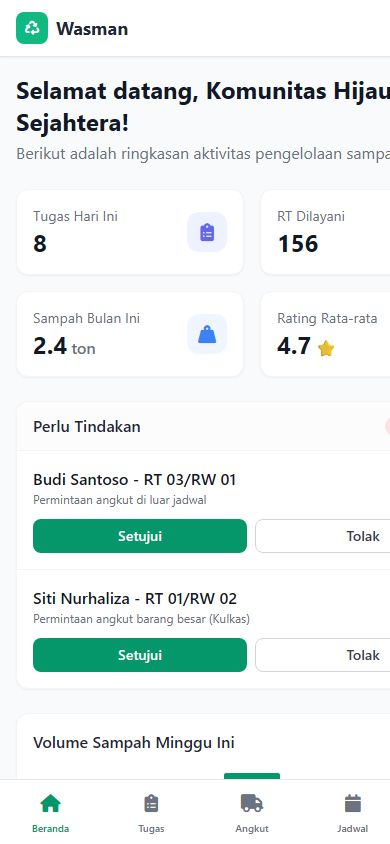 Wasman
Selamat datang, Komunitas Hijau
Sejahtera!
Berikut adalah ringkasan aktivitas pengelolaan
Tugas Hari Ini
8
RT Dilayani
156
Sampah Bulan Ini
2.4 ton
Rating Rata-rata
4.7
Perlu Tindakan
Budi Santoso - RT 03/RW 01
Permintaan angkut di luar jadwal
Setujui
Tolak
Siti Nurhaliza - RT 01/RW 02
Permintaan angkut barang besar (Kulkas)
Setujui
Tolak
Volume Sampah Minggu Ini
Beranda
Tugas
Angkut
Jadwal